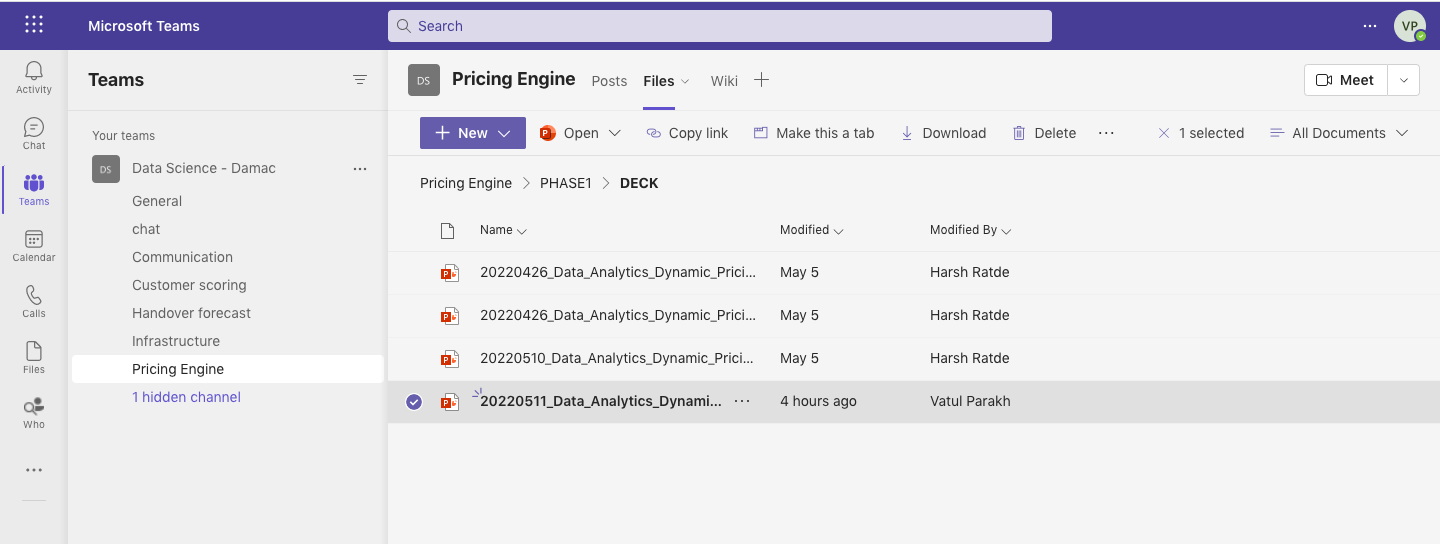 Microsoft Teams
Search
VP
Activity
Chat
Teams
Calendar
Calls
Files
Who
Teams
Your teams
DS Data Science - Damac
General
chat
Communication
Customer scoring
Handover forecast
Infrastructure
Pricing Engine
1 hidden channel
DS Pricing Engine Posts Files Wiki Meet
New Open Copy link Make this a tab Download Delete ... 1 selected All Documents
Pricing Engine > PHASE1 > DECK
Name Modified Modified By
P 20220426_Data_Analytics_Dynamic_Prici... May 5 Harsh Ratde
P 20220426_Data_Analytics_Dynamic_Prici... May 5 Harsh Ratde
P 20220510_Data_Analytics_Dynamic_Prici... May 5 Harsh Ratde
P 20220511_Data_Analytics_Dynami... ... 4 hours ago Vatul Parakh